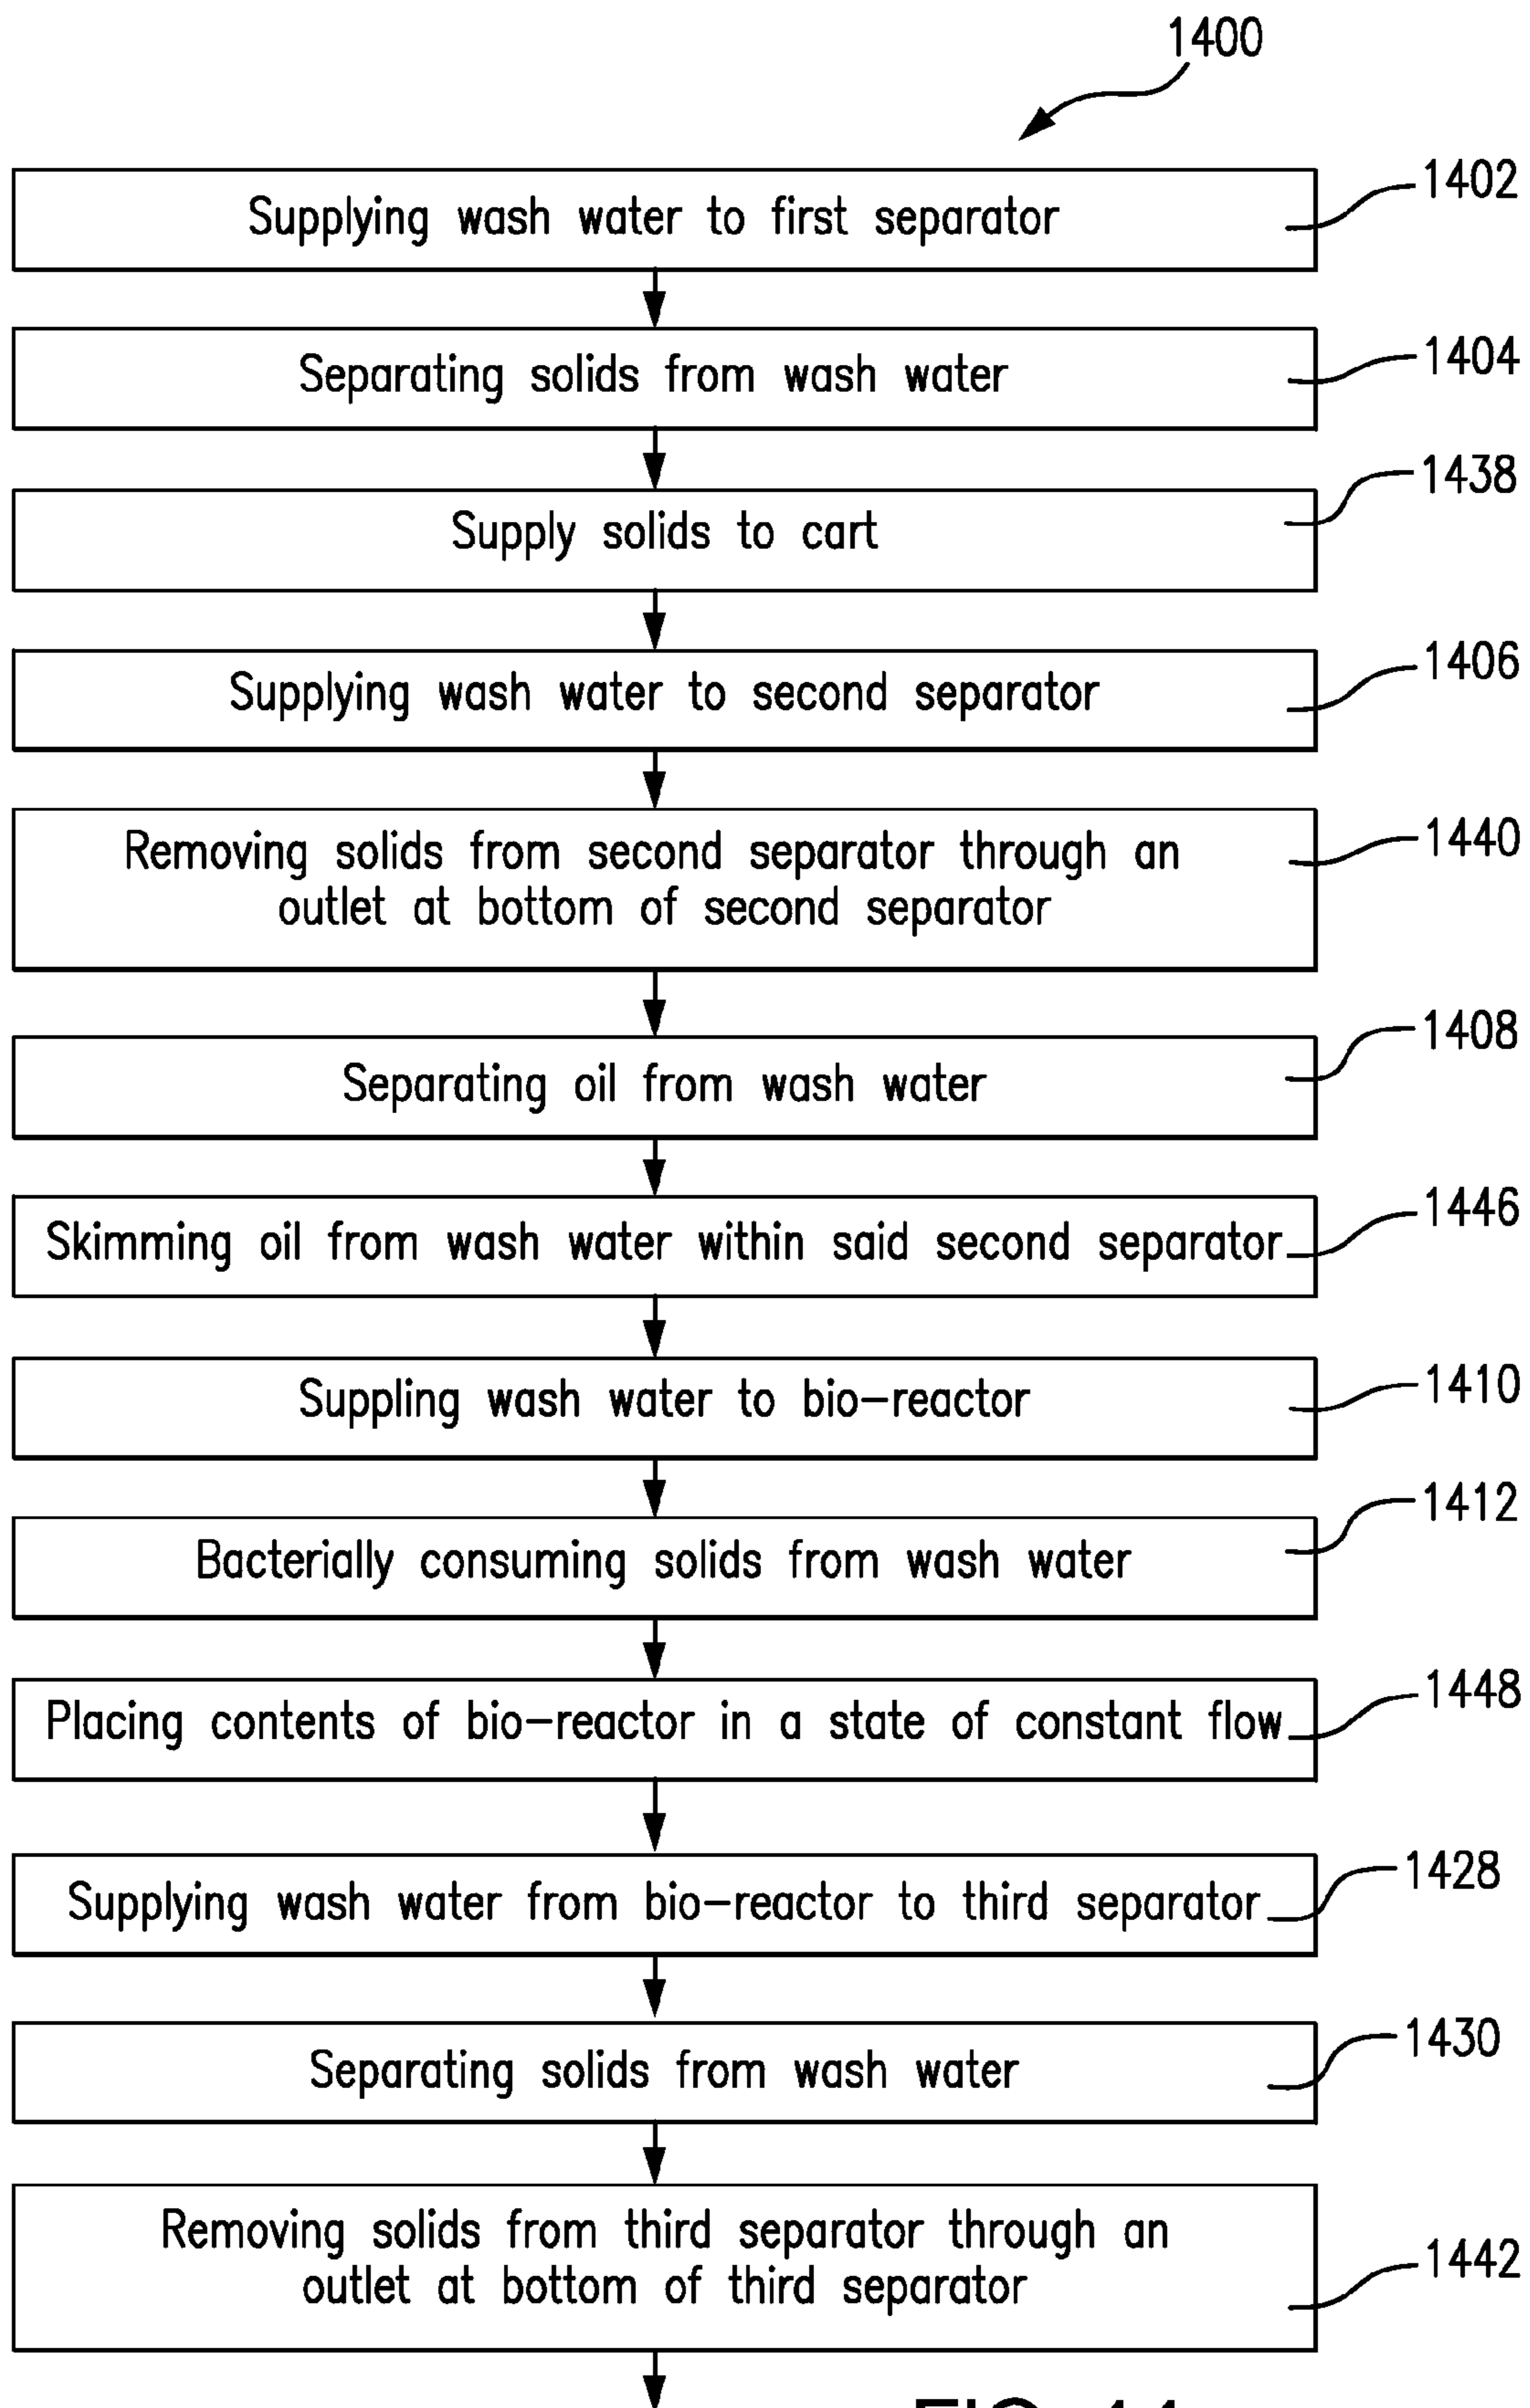 1400
Supplying wash water to first separator
1402
Separating solids from wash water
1404
Supply solids to cart
1438
Supplying wash water to second separator
1406
Removing solids from second separator through an
outlet at bottom of second separator
1440
Separating oil from wash water
1408
Skimming oil from wash water within said second separator
1446
Suppling wash water to bio-reactor
1410
Bacterially consuming solids from wash water
1412
Placing contents of bio-reactor in a state of constant flow
1448
Supplying wash water from bio-reactor to third separator
1428
Separating solids from wash water
1430
Removing solids from third separator through an
outlet at bottom of third separator
1442